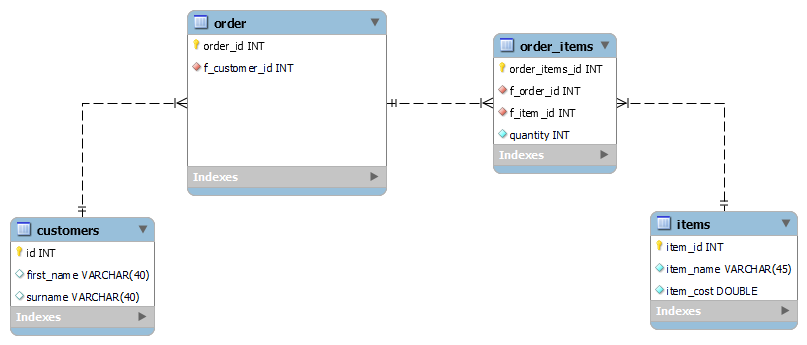 order
order_id INT
f_customer_id INT
Indexes
order_items
order_items_id INT
f_order_id INT
f_item_id INT
quantity INT
Indexes
customers
id INT
first_name VARCHAR(40)
surname VARCHAR(40)
Indexes
items
item_id INT
item_name VARCHAR(45)
item_cost DOUBLE
Indexes